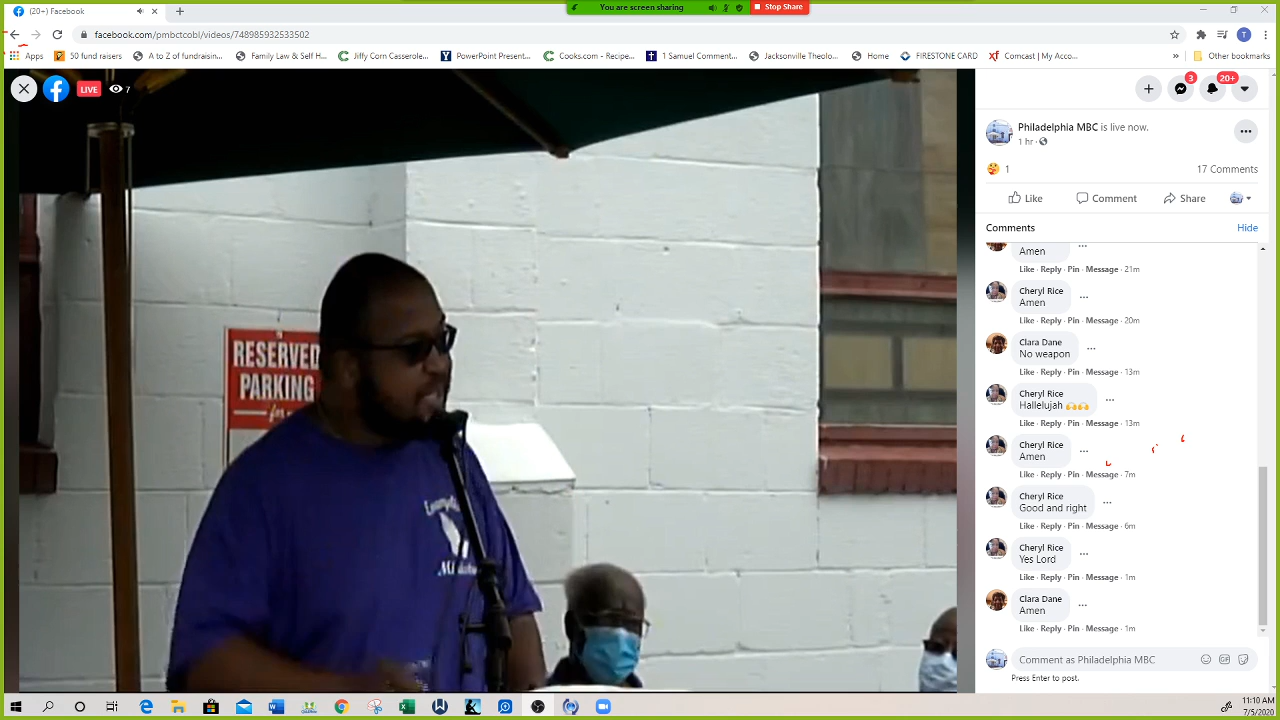 You are screen sharing
Stop Share
(20+) Facebook
facebook.com/pmbctcobl/videos/748985932533502
Apps
50 fund raisers
A to Z of fundraisin...
Family Law & Self H...
Jiffy Corn Casserole...
PowerPoint Present...
Cooks.com - Recipe...
1 Samuel Comment...
Jacksonville Theolo...
Home
FIRESTONE CARD
Comcast | My Acco...
»
Other bookmarks
LIVE
7
3
20+
Philadelphia MBC is live now.
1 hr
1
17 Comments
Like
Comment
Share
Comments
Hide
Amen
Like · Reply · Pin · Message · 21m
Cheryl Rice
Amen
Like · Reply · Pin · Message · 20m
Clara Dane
No weapon
Like · Reply · Pin · Message · 13m
Cheryl Rice
Hallelujah 🙌🙌
Like · Reply · Pin · Message · 13m
Cheryl Rice
Amen
Like · Reply · Pin · Message · 7m
Cheryl Rice
Good and right
Like · Reply · Pin · Message · 6m
Cheryl Rice
Yes Lord
Like · Reply · Pin · Message · 1m
Clara Dane
Amen
Like · Reply · Pin · Message · 1m
Comment as Philadelphia MBC
GIF
Press Enter to post.
RESERVED
PARKING
11:10 AM
7/5/2020